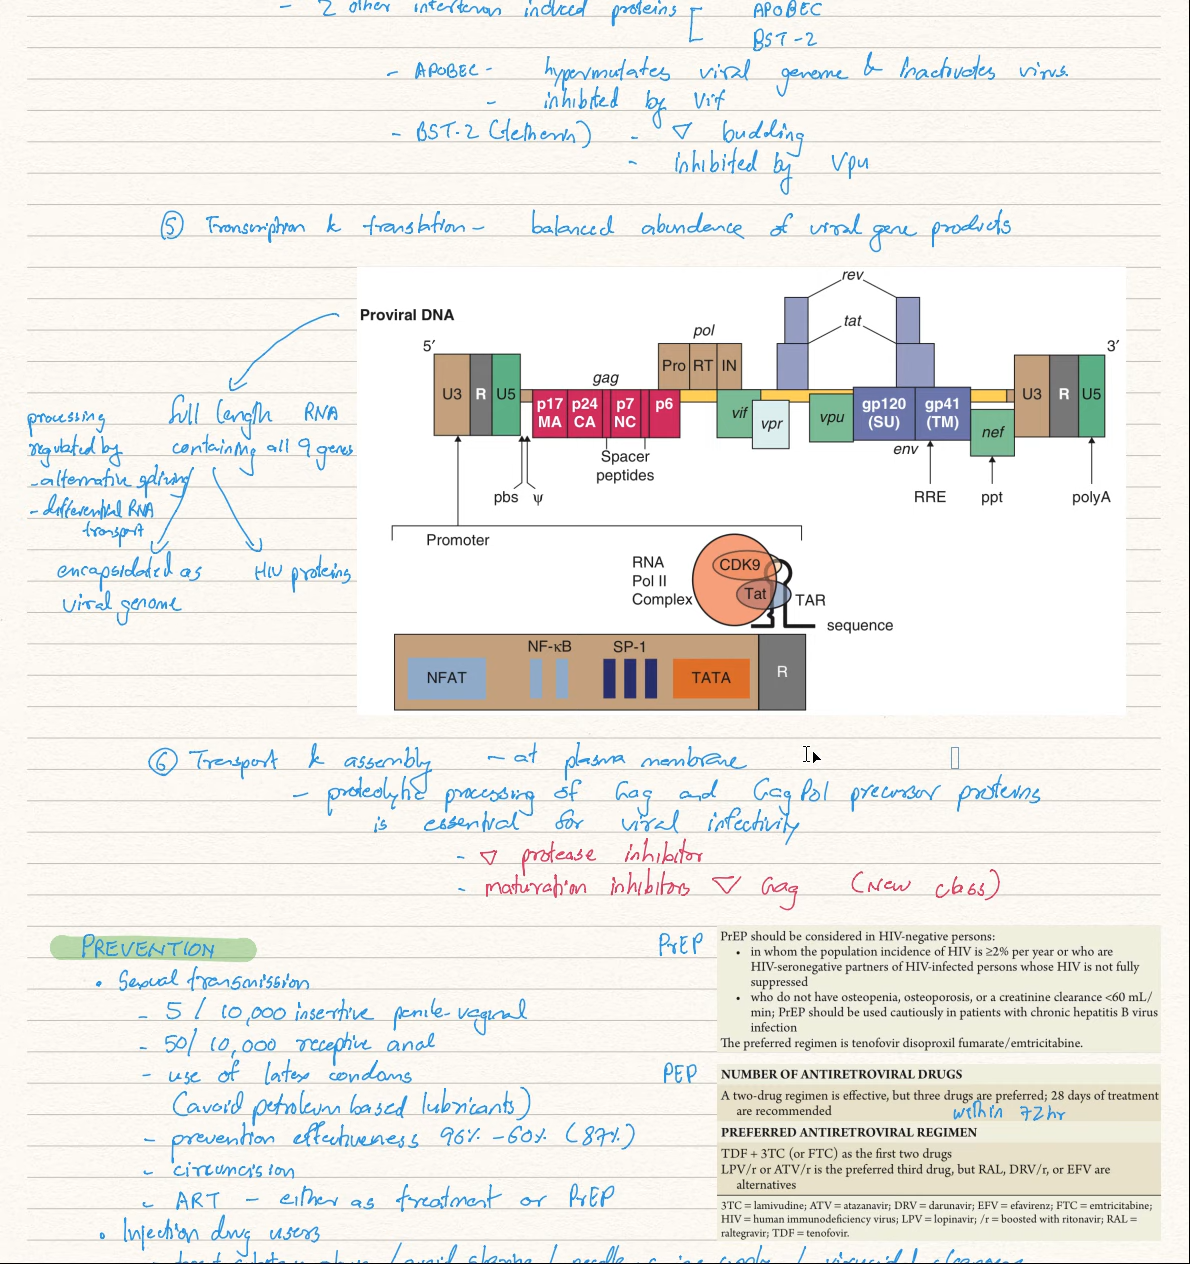 - 2 other interferon induced proteins
APOBEC
BST-2
- APOBEC - hypermutates viral genome & inactivates virus.
- inhibited by Vif
- BST-2 (tetherin) - ▽ budding
- inhibited by Vpu
⑤ Transcription & translation - balanced abundance of viral gene products
Proviral DNA
5′
3′
rev
tat
pol
Pro RT IN
gag
U3 R U5
p17 MA
p24 CA
p7 NC
p6
vif
vpr
vpu
gp120 (SU)
gp41 (TM)
env
nef
U3 R U5
Spacer peptides
pbs ψ
RRE
ppt
polyA
Promoter
RNA Pol II Complex
CDK9
Tat
TAR
sequence
NFAT
NF-κB
SP-1
TATA
R
full length RNA
containing all 9 genes
processing
regulated by
- alternative splicing
- differential RNA
transport
encapsidated as
viral genome
HIV proteins
⑥ Transport & assembly - at plasma membrane
- proteolytic processing of Gag and Gag Pol precursor proteins
is essential for viral infectivity
- ▽ protease inhibitor
- maturation inhibitors ▽ Gag (New class)
PREVENTION
• Sexual transmission
- 5 / 10,000 insertive penile-vaginal
- 50/ 10,000 receptive anal
- use of latex condoms
(avoid petroleum based lubricants)
- prevention effectiveness 96% - 60% (87%)
- circumcision
- ART - either as treatment or PrEP
• Injection drug users
PrEP
PrEP should be considered in HIV-negative persons:
• in whom the population incidence of HIV is ≥2% per year or who are
HIV-seronegative partners of HIV-infected persons whose HIV is not fully
suppressed
• who do not have osteopenia, osteoporosis, or a creatinine clearance <60 mL/
min; PrEP should be used cautiously in patients with chronic hepatitis B virus
infection
The preferred regimen is tenofovir disoproxil fumarate/emtricitabine.
PEP
NUMBER OF ANTIRETROVIRAL DRUGS
A two-drug regimen is effective, but three drugs are preferred; 28 days of treatment
are recommended
within 72hr
PREFERRED ANTIRETROVIRAL REGIMEN
TDF + 3TC (or FTC) as the first two drugs
LPV/r or ATV/r is the preferred third drug, but RAL, DRV/r, or EFV are
alternatives
3TC = lamivudine; ATV = atazanavir; DRV = darunavir; EFV = efavirenz; FTC = emtricitabine;
HIV = human immunodeficiency virus; LPV = lopinavir; /r = boosted with ritonavir; RAL =
raltegravir; TDF = tenofovir.